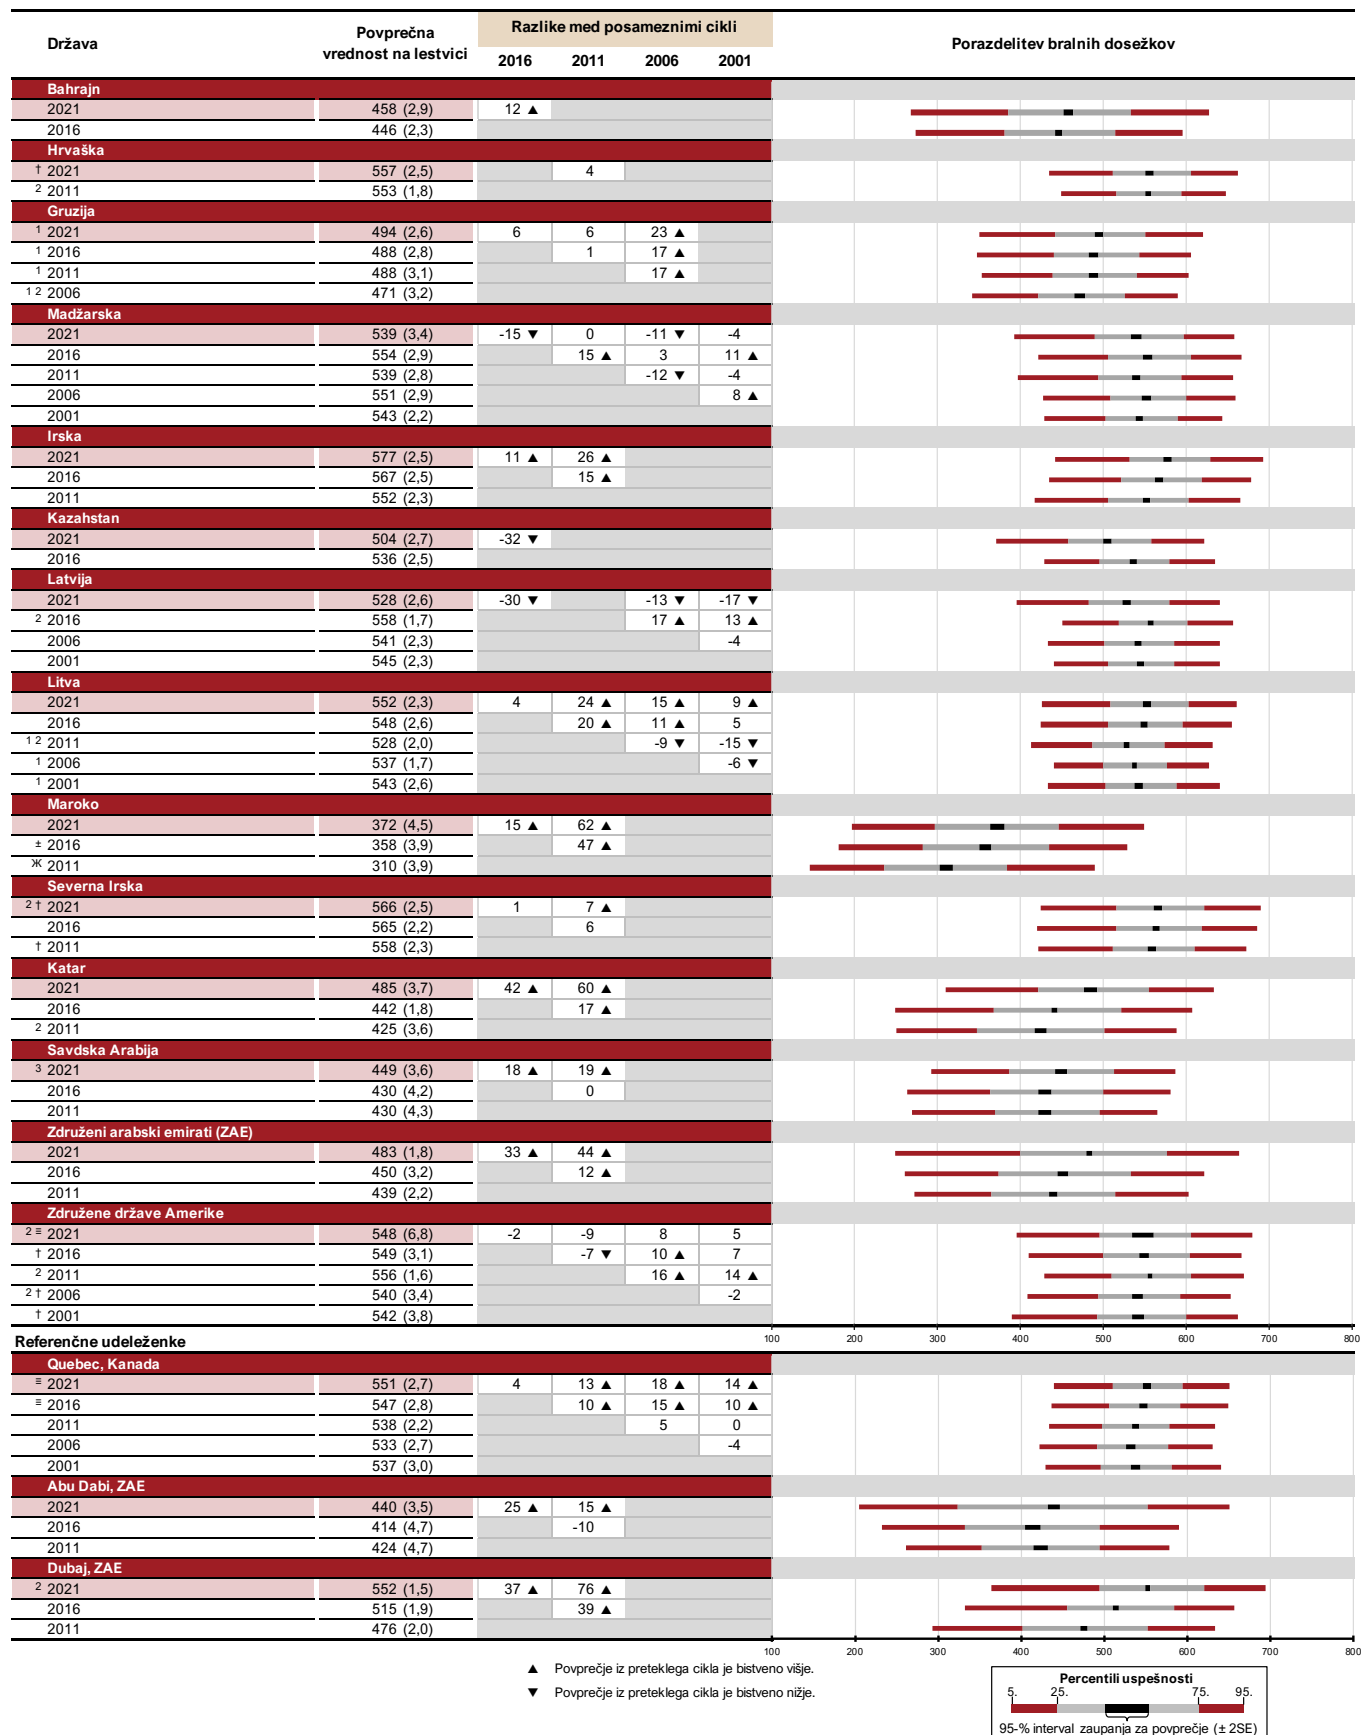 Država Povprečna vrednost na lestvici Razlike med posameznimi cikli Porazdelitev bralnih dosežkov
2016 2011 2006 2001
Bahrajn
2021 458 (2,9) 12 ▲
2016 446 (2,3)
Hrvaška
† 2021 557 (2,5) 4
2 2011 553 (1,8)
Gruzija
1 2021 494 (2,6) 6 6 23 ▲
1 2016 488 (2,8) 1 17 ▲
1 2011 488 (3,1) 17 ▲
1 2 2006 471 (3,2)
Madžarska
2021 539 (3,4) -15 ▼ 0 -11 ▼ -4
2016 554 (2,9) 15 ▲ 3 11 ▲
2011 539 (2,8) -12 ▼ -4
2006 551 (2,9) 8 ▲
2001 543 (2,2)
Irska
2021 577 (2,5) 11 ▲ 26 ▲
2016 567 (2,5) 15 ▲
2011 552 (2,3)
Kazahstan
2021 504 (2,7) -32 ▼
2016 536 (2,5)
Latvija
2021 528 (2,6) -30 ▼ -13 ▼ -17 ▼
2 2016 558 (1,7) 17 ▲ 13 ▲
2006 541 (2,3) -4
2001 545 (2,3)
Litva
2021 552 (2,3) 4 24 ▲ 15 ▲ 9 ▲
2016 548 (2,6) 20 ▲ 11 ▲ 5
1 2 2011 528 (2,0) -9 ▼ -15 ▼
1 2006 537 (1,7) -6 ▼
1 2001 543 (2,6)
Maroko
2021 372 (4,5) 15 ▲ 62 ▲
± 2016 358 (3,9) 47 ▲
Ж 2011 310 (3,9)
Severna Irska
2 † 2021 566 (2,5) 1 7 ▲
2016 565 (2,2) 6
† 2011 558 (2,3)
Katar
2021 485 (3,7) 42 ▲ 60 ▲
2016 442 (1,8) 17 ▲
2 2011 425 (3,6)
Savdska Arabija
3 2021 449 (3,6) 18 ▲ 19 ▲
2016 430 (4,2) 0
2011 430 (4,3)
Združeni arabski emirati (ZAE)
2021 483 (1,8) 33 ▲ 44 ▲
2016 450 (3,2) 12 ▲
2011 439 (2,2)
Združene države Amerike
2 ≡ 2021 548 (6,8) -2 -9 8 5
† 2016 549 (3,1) -7 ▼ 10 ▲ 7
2 2011 556 (1,6) 16 ▲ 14 ▲
2 † 2006 540 (3,4) -2
† 2001 542 (3,8)
100 200 300 400 500 600 700 800
Referenčne udeleženke
Quebec, Kanada
≡ 2021 551 (2,7) 4 13 ▲ 18 ▲ 14 ▲
≡ 2016 547 (2,8) 10 ▲ 15 ▲ 10 ▲
2011 538 (2,2) 5 0
2006 533 (2,7) -4
2001 537 (3,0)
Abu Dabi, ZAE
2021 440 (3,5) 25 ▲ 15 ▲
2016 414 (4,7) -10
2011 424 (4,7)
Dubaj, ZAE
2 2021 552 (1,5) 37 ▲ 76 ▲
2016 515 (1,9) 39 ▲
2011 476 (2,0)
100 200 300 400 500 600 700 800
▲ Povprečje iz preteklega cikla je bistveno višje.
▼ Povprečje iz preteklega cikla je bistveno nižje.
Percentili uspešnosti
5. 25. 75. 95.
95-% interval zaupanja za povprečje (± 2SE)